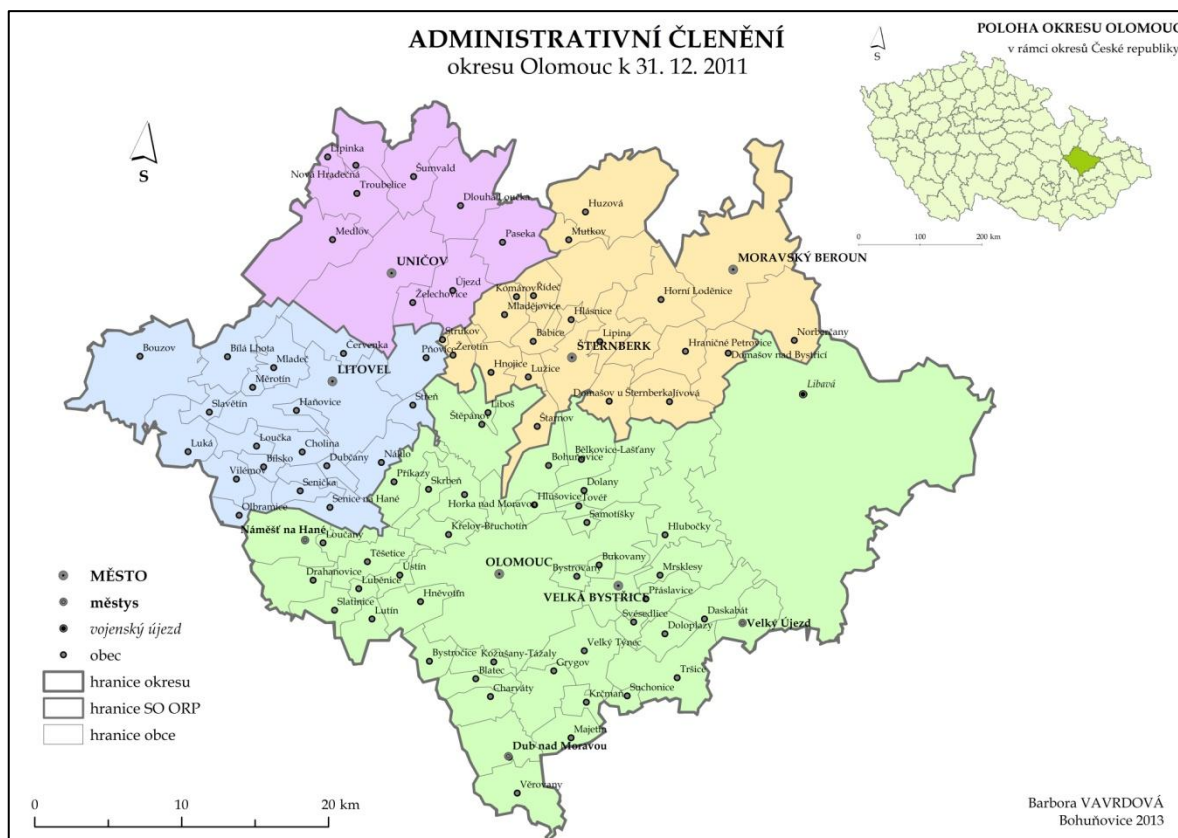 ADMINISTRATIVNÍ ČLENĚNÍ
okresu Olomouc k 31. 12. 2011
POLOHA OKRESU OLOMOUC
v rámci okresů České republiky
S
0 100 200 km
S
Lipinka
Nová Hradečná
Šumvald
Troubelice
Dlouhá Loučka
Medlov
Paseka
UNIČOV
Újezd
Želechovice
Huzová
Mutkov
MORAVSKÝ BEROUN
Komárov
Řídeč
Horní Loděnice
Mladějovice
Hlásnice
Babice
Lipina
Norberčany
ŠTERNBERK
Hraničné Petrovice
Domašov nad Bystřicí
Strukov
Žerotín
Hnojice
Lužice
Domašov u Šternberka
Jívová
Štarnov
Bouzov
Bílá Lhota
Červenka
Pňovice
Mladeč
LITOVEL
Měrotín
Slavětín
Haňovice
Střeň
Luká
Loučka
Cholina
Bílsko
Dubčany
Náklo
Vilémov
Senička
Senice na Hané
Olbramice
Libavá
Liboš
Štěpánov
Bělkovice-Lašťany
Bohuňovice
Příkazy
Skrbeň
Dolany
Horka nad Moravou
Hlušovice
Tovéř
Samotišky
Náměšť na Hané
Loučany
Křelov-Bruchotín
Hlubočky
Těšetice
Ústín
OLOMOUC
Bukovany
Bystrovany
Mrsklesy
Drahanovice
Luběnice
VELKÁ BYSTŘICE
Přáslavice
Slatinice
Hněvotín
Lutín
Svésedlice
Daskabát
Velký Újezd
Doloplazy
Bystročice
Kožušany-Tážaly
Velký Týnec
Blatec
Grygov
Tršice
Charváty
Krčmaň
Suchonice
Majetín
Dub nad Moravou
Věrovany
MĚSTO
městys
vojenský újezd
obec
hranice okresu
hranice SO ORP
hranice obce
0 10 20 km
Barbora VAVRDOVÁ
Bohuňovice 2013